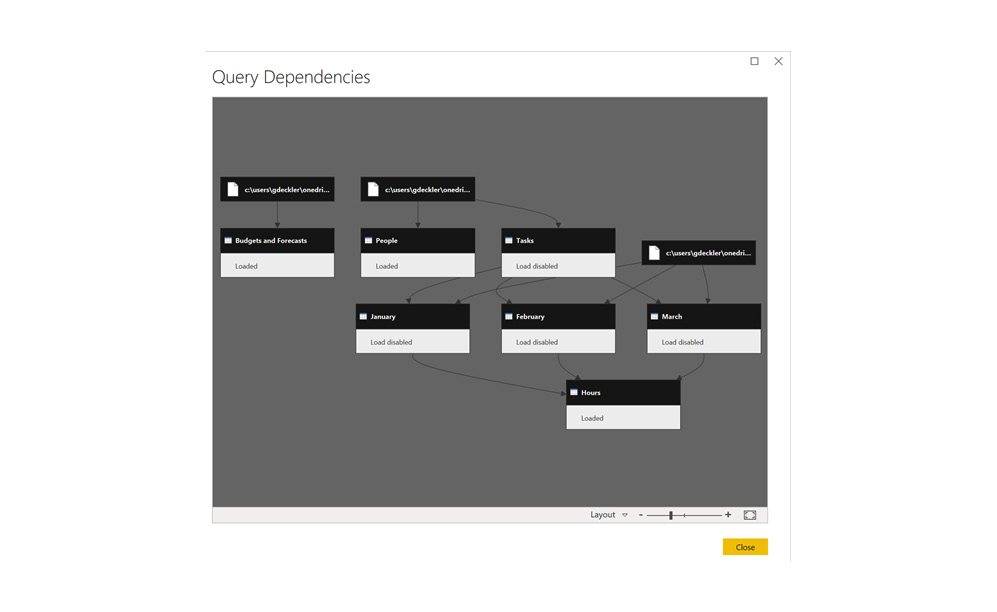 Query Dependencies
c:\users\gdeckler\onedri...
c:\users\gdeckler\onedri...
Budgets and Forecasts
Loaded
People
Loaded
Tasks
Load disabled
c:\users\gdeckler\onedri...
January
Load disabled
February
Load disabled
March
Load disabled
Hours
Loaded
Layout
Close